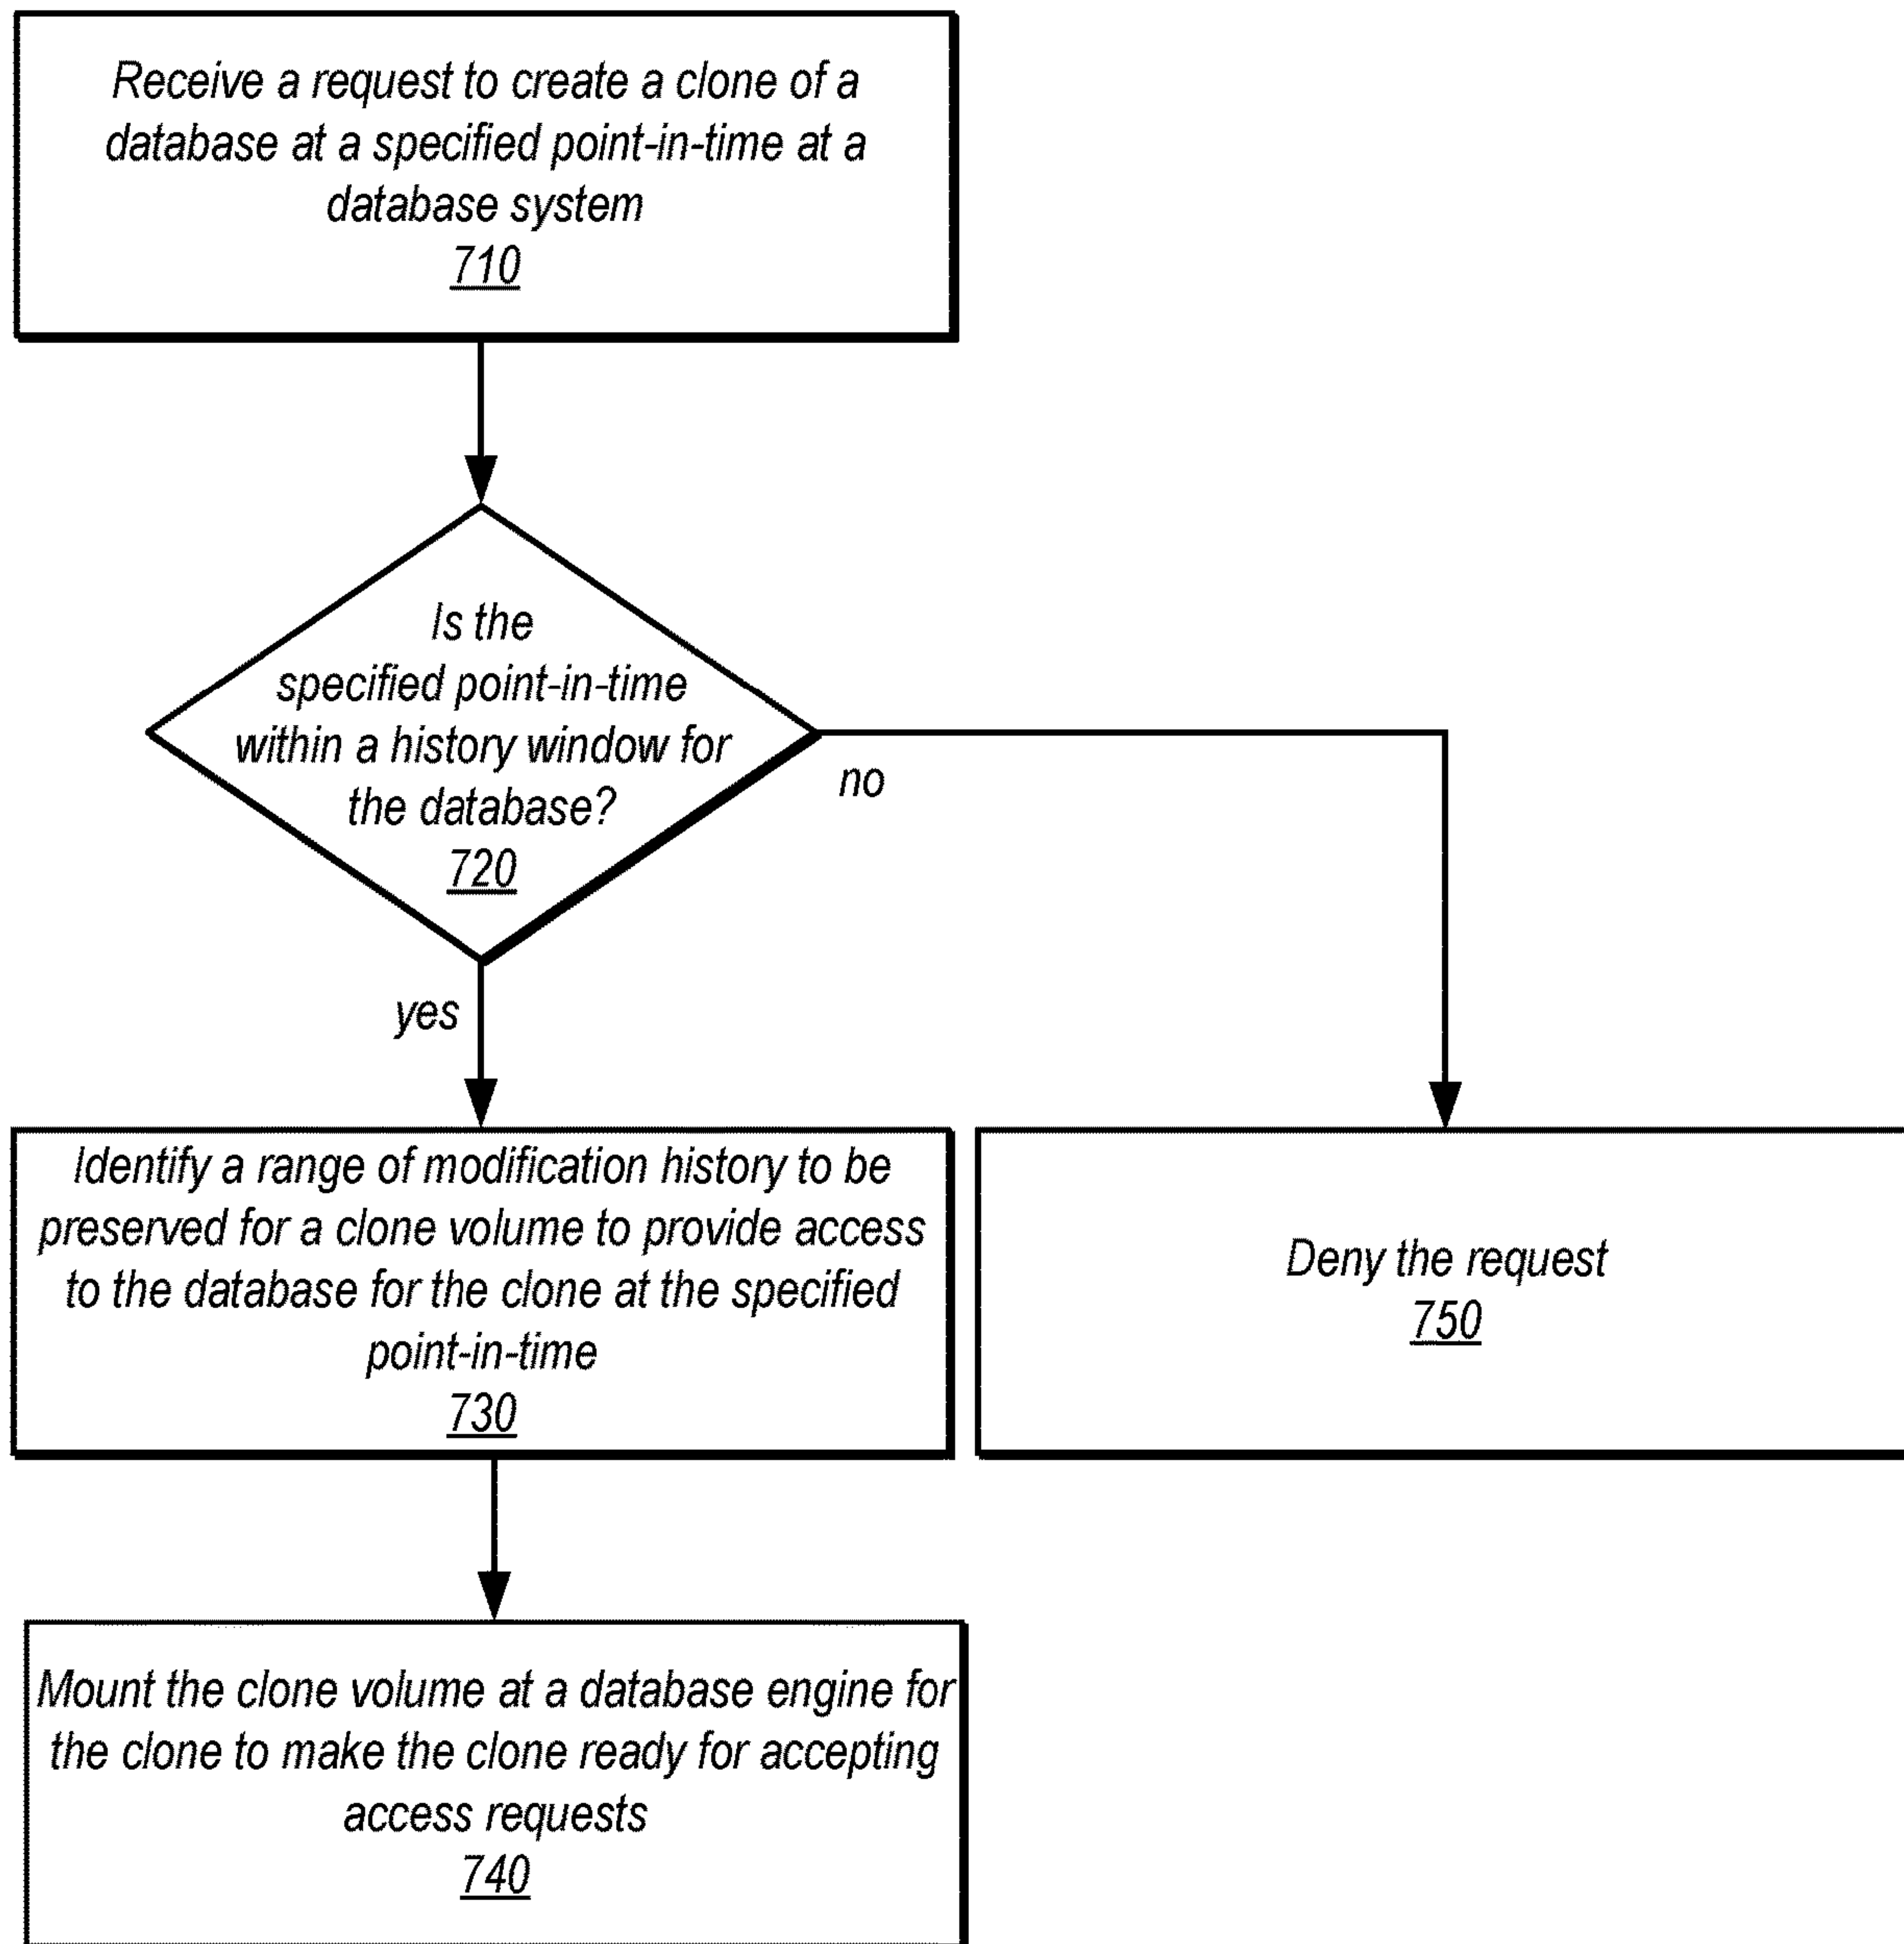 Receive a request to create a clone of a
database at a specified point-in-time at a
database system
710
Is the
specified point-in-time
within a history window for
the database?
720
no
yes
Identify a range of modification history to be
preserved for a clone volume to provide access
to the database for the clone at the specified
point-in-time
730
Deny the request
750
Mount the clone volume at a database engine for
the clone to make the clone ready for accepting
access requests
740